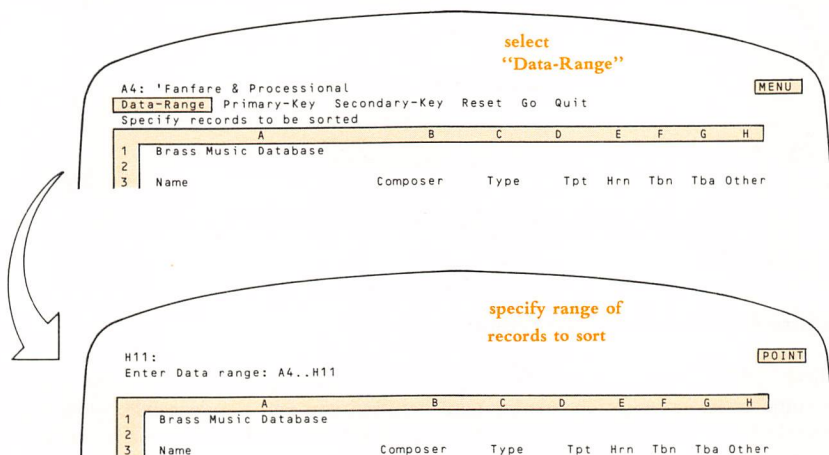 select
“Data-Range”
A4: 'Fanfare & Processional
MENU
Data-Range Primary-Key Secondary-Key Reset Go Quit
Specify records to be sorted
A B C D E F G H
1 Brass Music Database
2
3 Name Composer Type Tpt Hrn Tbn Tba Other
specify range of
records to sort
H11:
POINT
Enter Data range: A4..H11
A B C D E F G H
1 Brass Music Database
2
3 Name Composer Type Tpt Hrn Tbn Tba Other